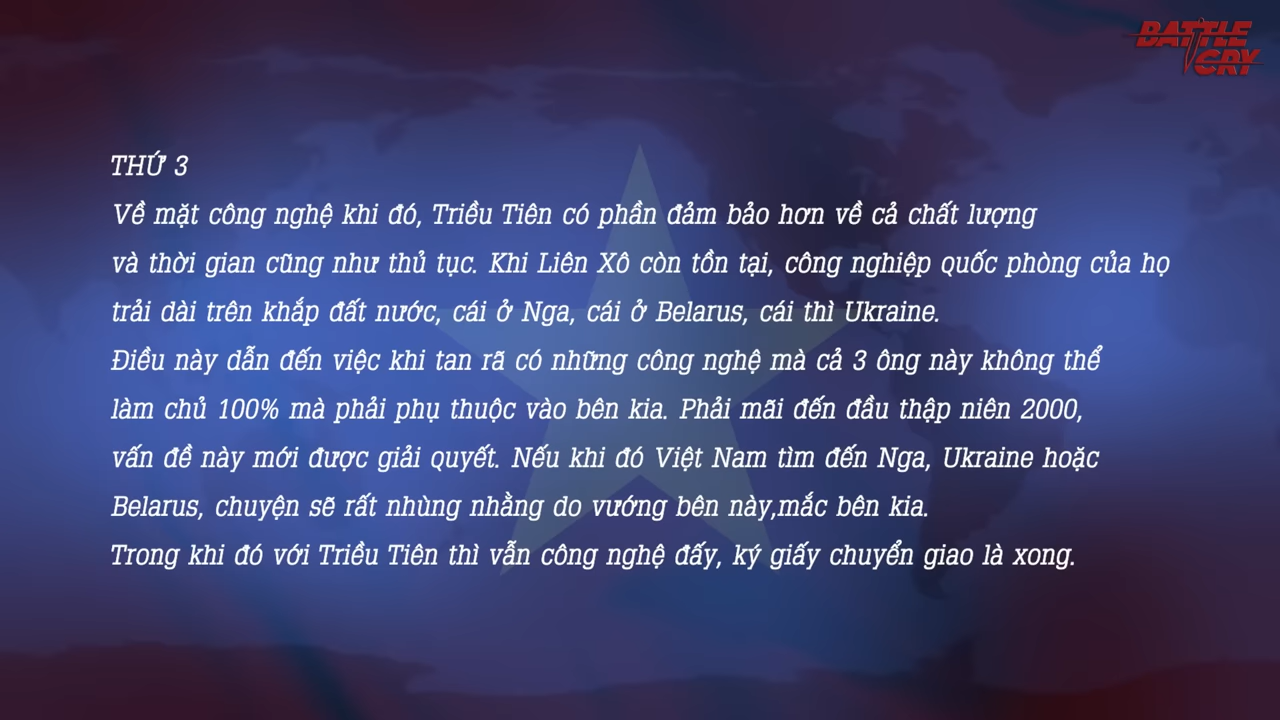 BATTLE
CRY
THỨ 3
Về mặt công nghệ khi đó, Triều Tiên có phần đảm bảo hơn về cả chất lượng
và thời gian cũng như thủ tục. Khi Liên Xô còn tồn tại, công nghiệp quốc phòng của họ
trải dài trên khắp đất nước, cái ở Nga, cái ở Belarus, cái thì Ukraine.
Điều này dẫn đến việc khi tan rã có những công nghệ mà cả 3 ông này không thể
làm chủ 100% mà phải phụ thuộc vào bên kia. Phải mãi đến đầu thập niên 2000,
vấn đề này mới được giải quyết. Nếu khi đó Việt Nam tìm đến Nga, Ukraine hoặc
Belarus, chuyện sẽ rất nhùng nhằng do vướng bên này,mắc bên kia.
Trong khi đó với Triều Tiên thì vẫn công nghệ đấy, ký giấy chuyển giao là xong.